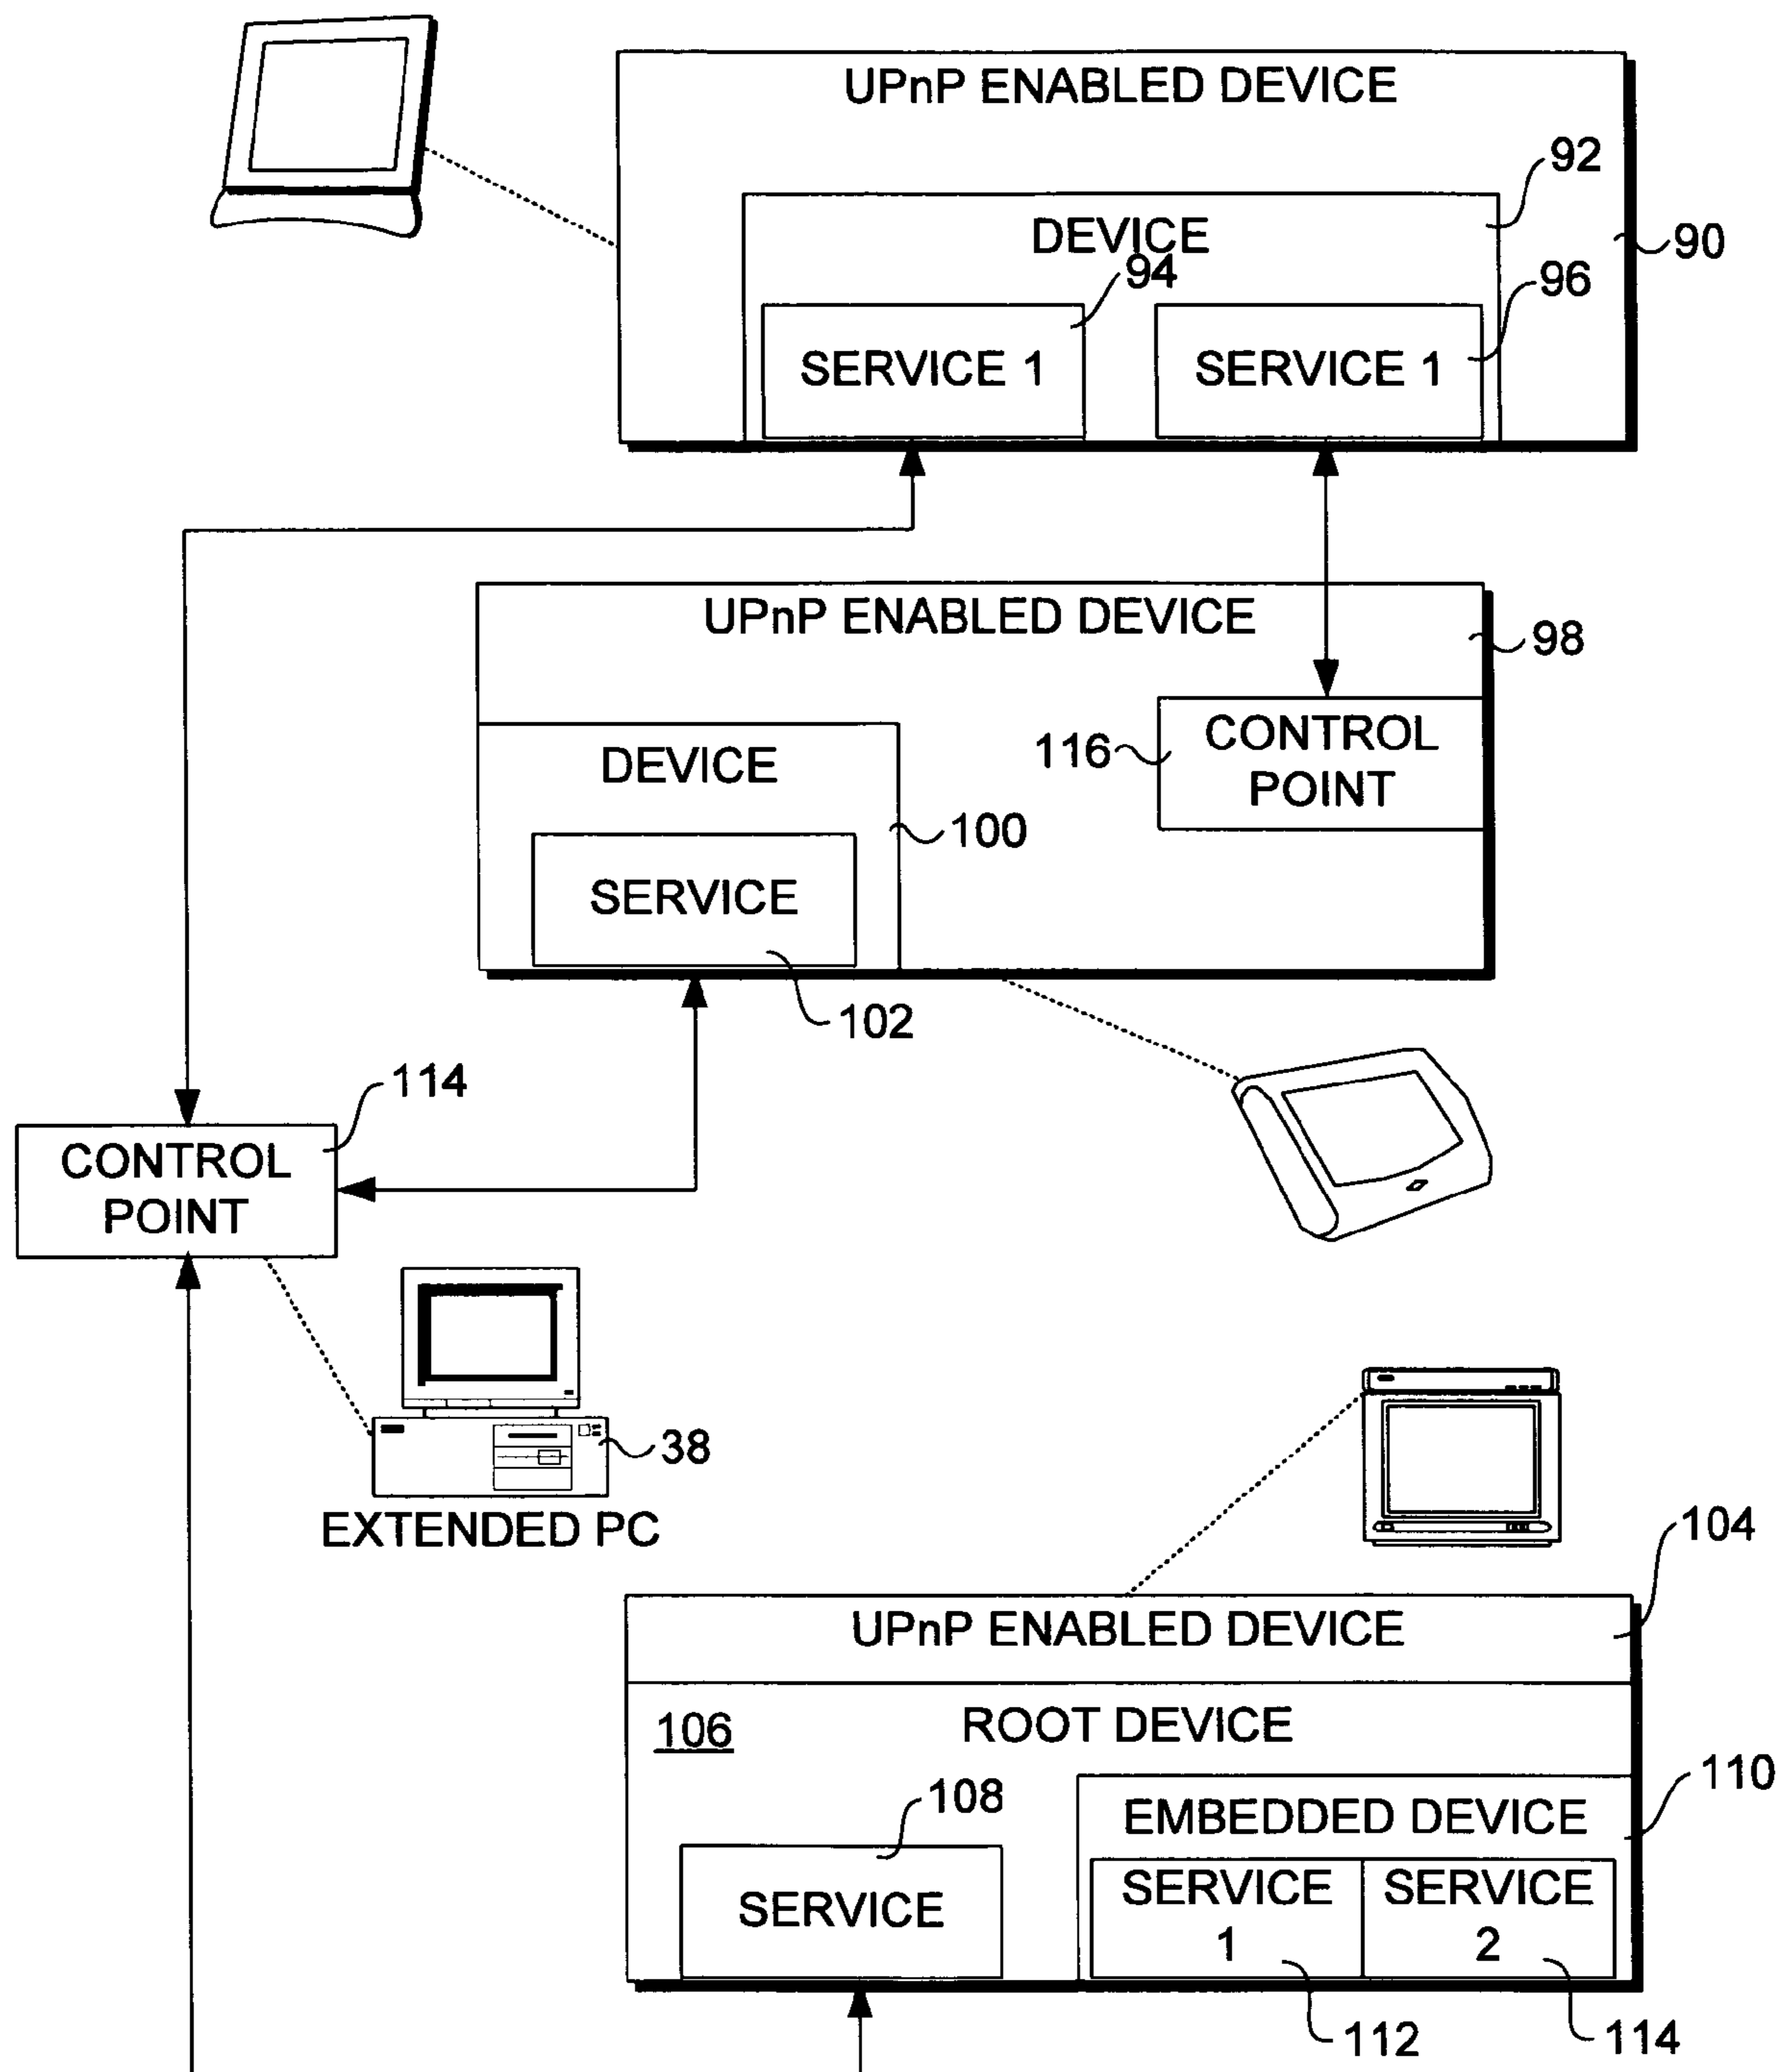 UPnP ENABLED DEVICE
92
DEVICE
90
94
96
SERVICE 1
SERVICE 1
UPnP ENABLED DEVICE
98
CONTROL
POINT
116
DEVICE
100
SERVICE
102
114
CONTROL
POINT
38
EXTENDED PC
104
UPnP ENABLED DEVICE
106
ROOT DEVICE
110
108
EMBEDDED DEVICE
SERVICE
SERVICE
1
SERVICE
2
112
114